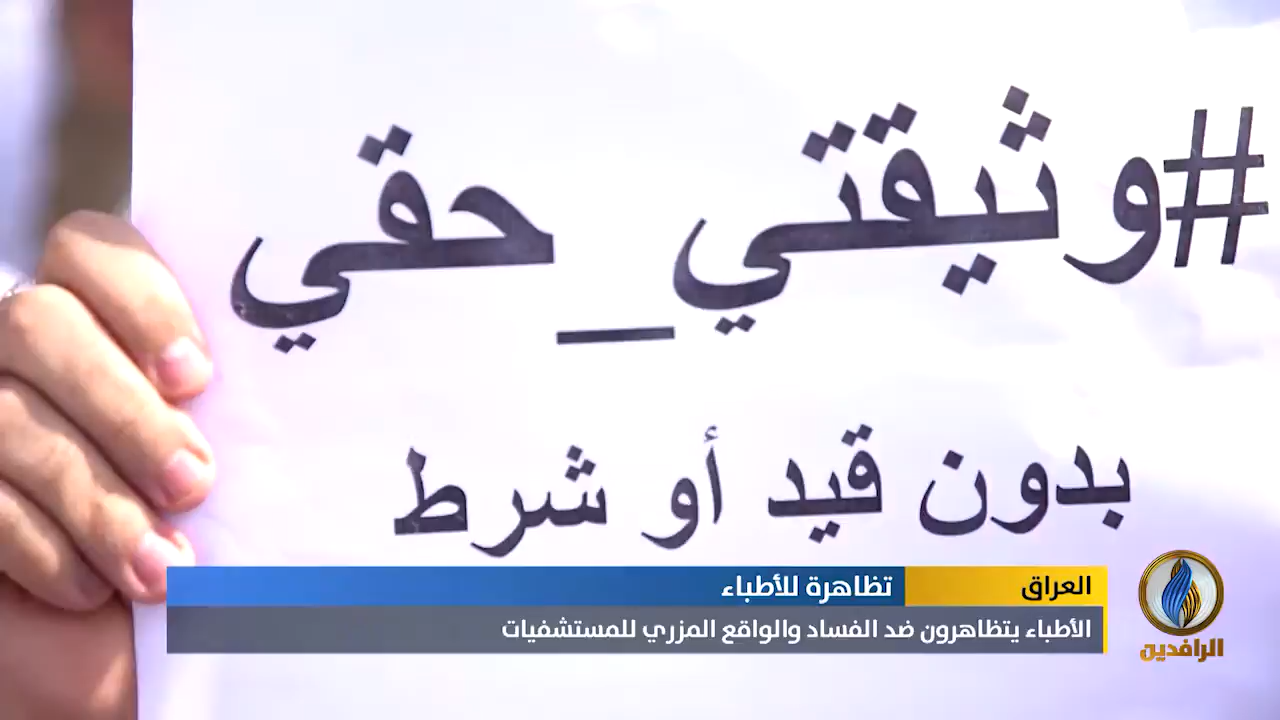 #وثيقتي_حقي
بدون قيد أو شرط
العراق
تظاهرة للأطباء
الأطباء يتظاهرون ضد الفساد والواقع المزري للمستشفيات
الرافدين